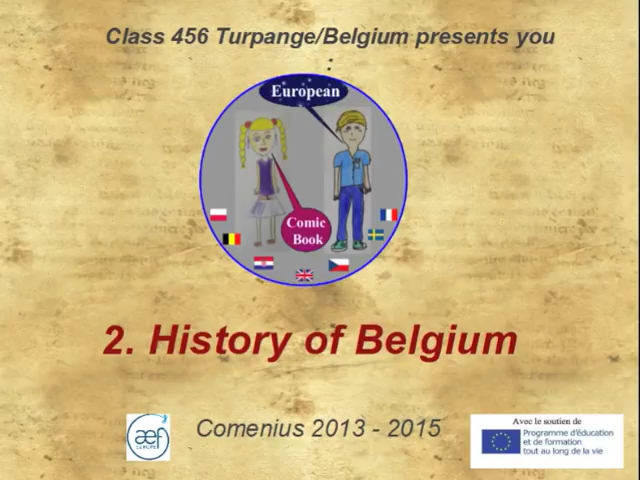 Class 456 Turpange/Belgium presents you
:
European
Comic
Book
2. History of Belgium
Comenius 2013 - 2015
aef
Avec le soutien de
Programme d'éducation
et de formation
tout au long de la vie